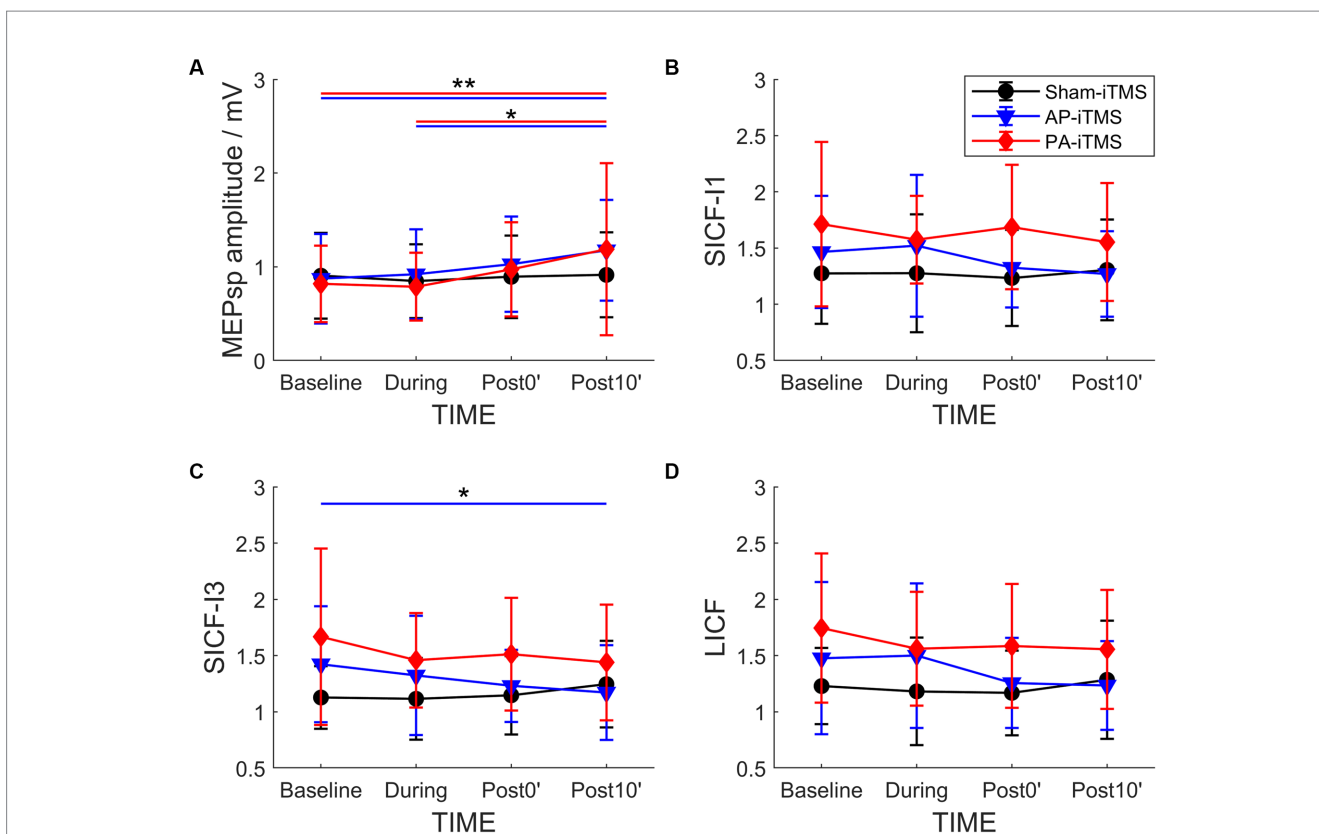 A
MEPsp amplitude / mV
3
2
1
0
**
*
Baseline During Post0' Post10'
TIME
B
SICF-I1
3
2.5
2
1.5
1
0.5
Sham-iTMS
AP-iTMS
PA-iTMS
Baseline During Post0' Post10'
TIME
C
SICF-I3
3
2.5
2
1.5
1
0.5
*
Baseline During Post0' Post10'
TIME
D
LICF
3
2.5
2
1.5
1
0.5
Baseline During Post0' Post10'
TIME